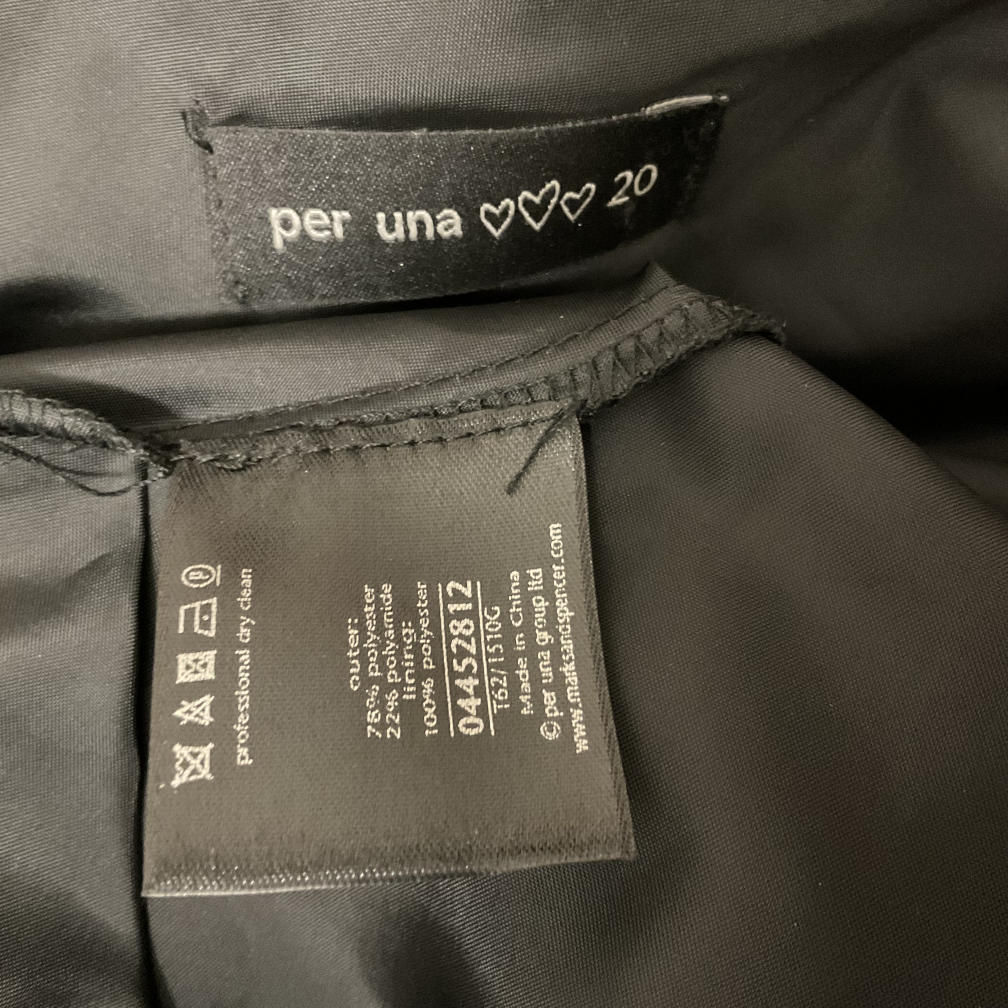 per una ♡♡♡ 20
professional dry clean
outer:
78% polyester
22% polyamide
lining:
100% polyester
04452812
T62/1510G
Made in China
© per una group ltd
www.marksandspencer.com